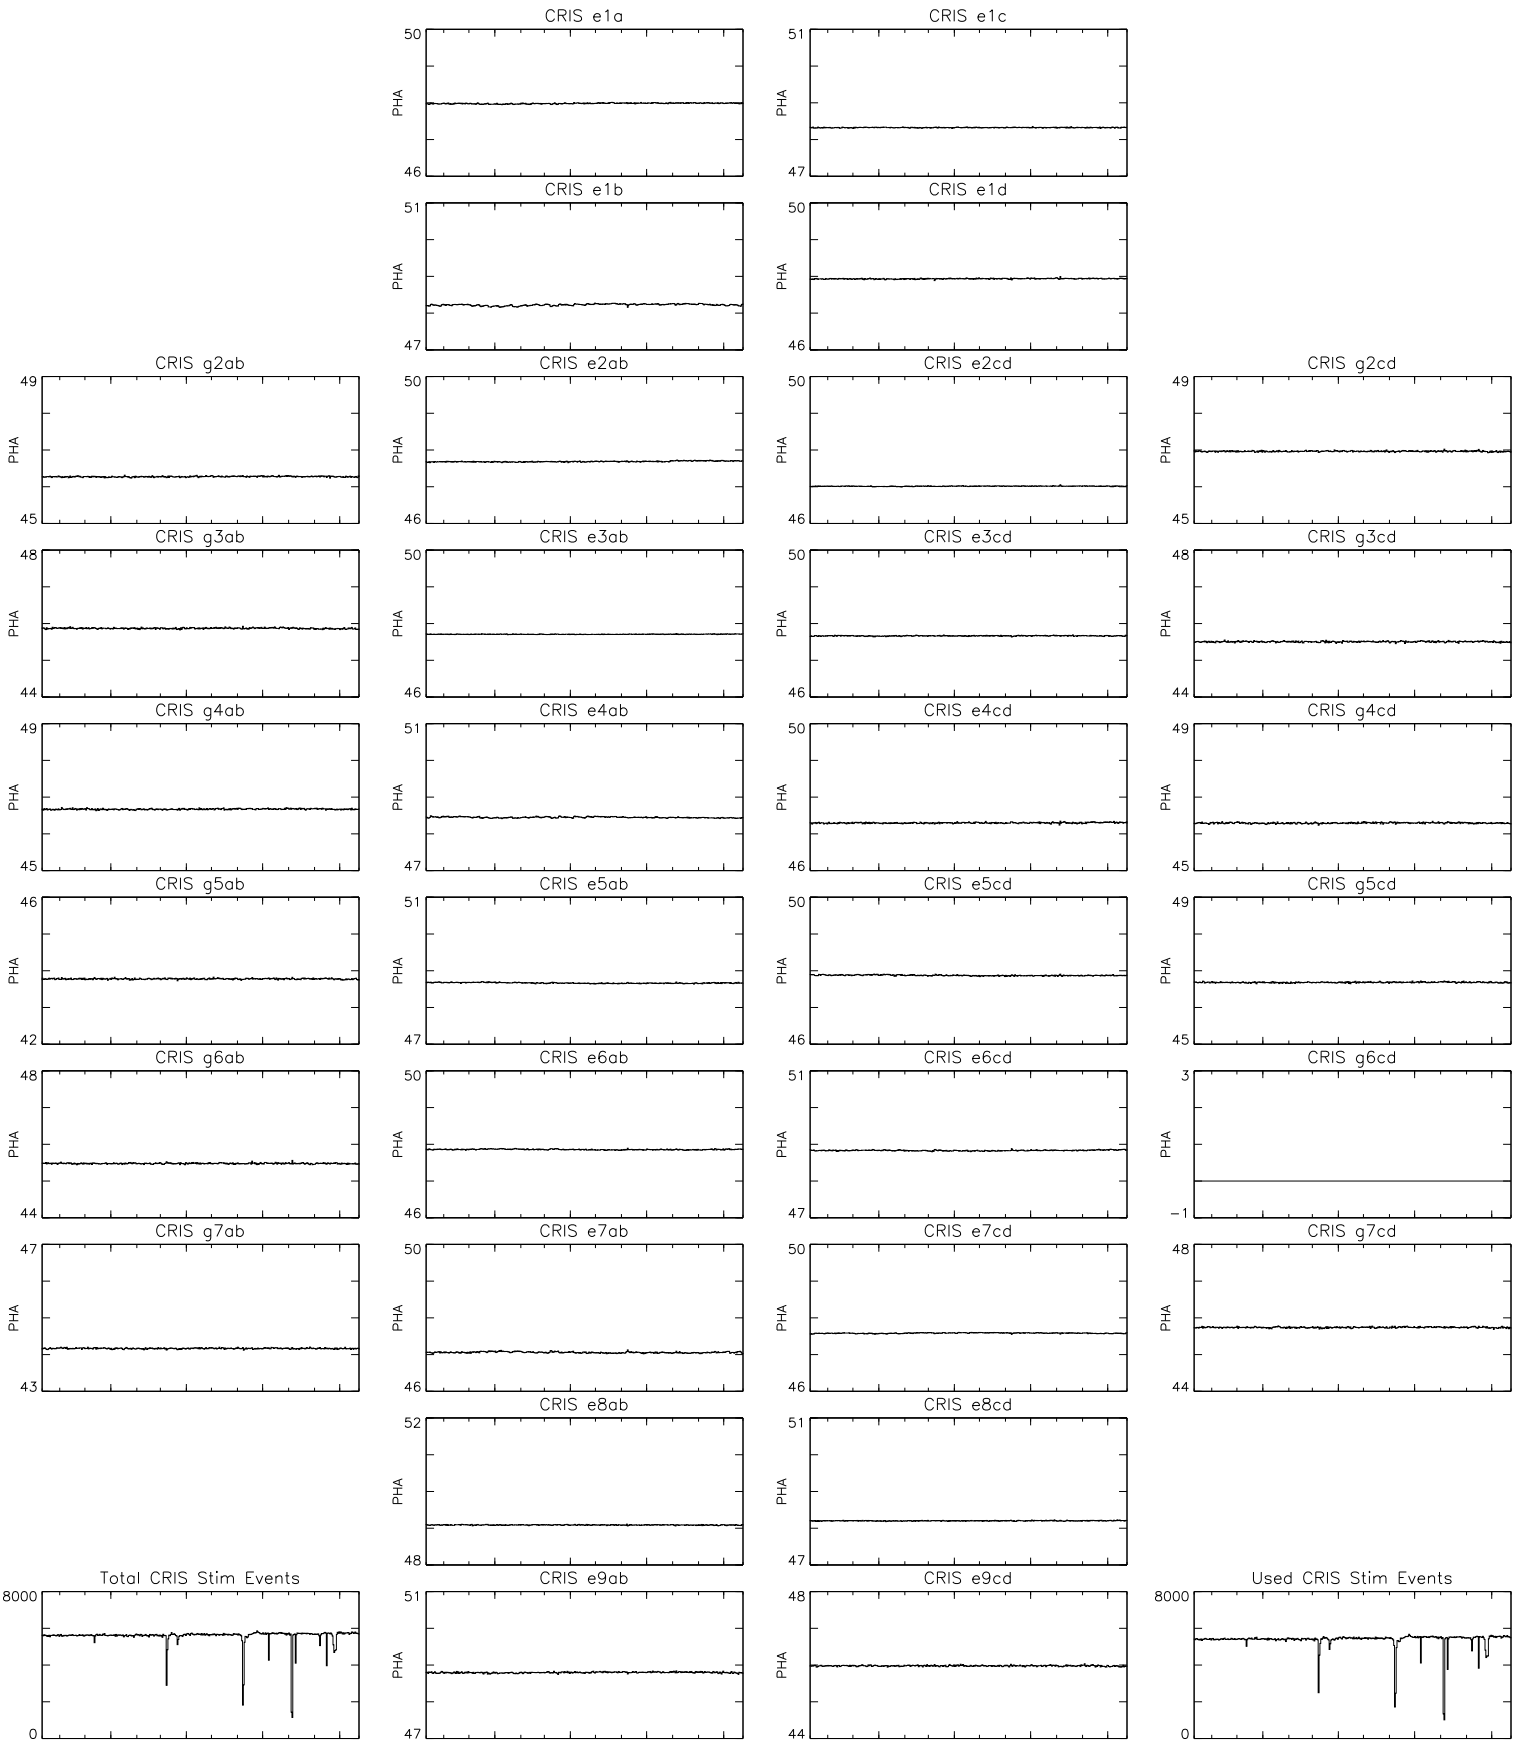 CRIS e1a
50
PHA
46
CRIS e1c
51
PHA
47
CRIS e1b
51
PHA
47
CRIS e1d
50
PHA
46
CRIS g2ab
49
PHA
45
CRIS e2ab
50
PHA
46
CRIS e2cd
50
PHA
46
CRIS g2cd
49
PHA
45
CRIS g3ab
48
PHA
44
CRIS e3ab
50
PHA
46
CRIS e3cd
50
PHA
46
CRIS g3cd
48
PHA
44
CRIS g4ab
49
PHA
45
CRIS e4ab
51
PHA
47
CRIS e4cd
50
PHA
46
CRIS g4cd
49
PHA
45
CRIS g5ab
46
PHA
42
CRIS e5ab
51
PHA
47
CRIS e5cd
50
PHA
46
CRIS g5cd
49
PHA
45
CRIS g6ab
48
PHA
44
CRIS e6ab
50
PHA
46
CRIS e6cd
51
PHA
47
CRIS g6cd
3
PHA
-1
CRIS g7ab
47
PHA
43
CRIS e7ab
50
PHA
46
CRIS e7cd
50
PHA
46
CRIS g7cd
48
PHA
44
CRIS e8ab
52
PHA
48
CRIS e8cd
51
PHA
47
Total CRIS Stim Events
8000
0
CRIS e9ab
51
PHA
47
CRIS e9cd
48
PHA
44
Used CRIS Stim Events
8000
0